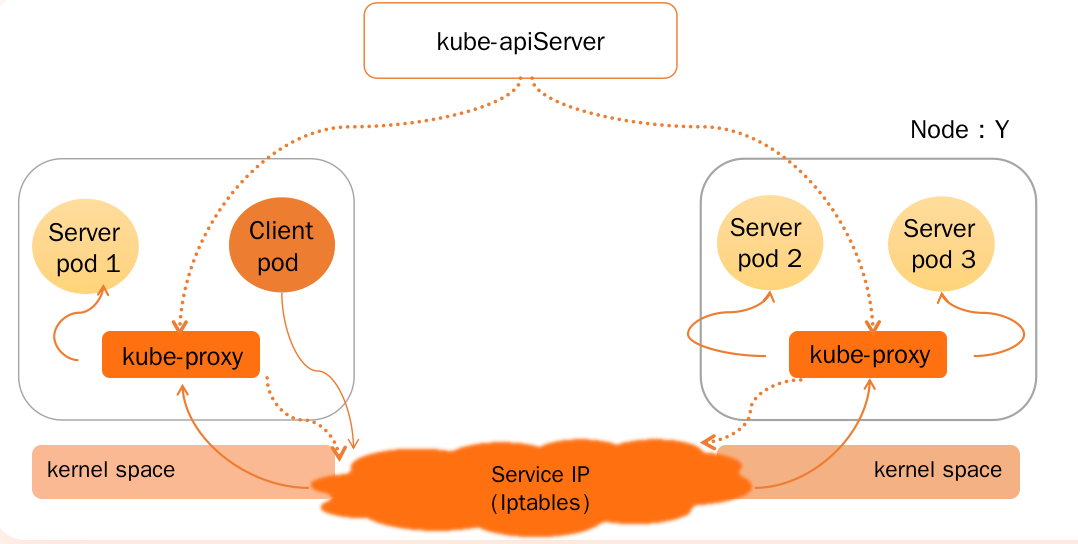 kube-apiServer
Node：Y
Server
pod 1
Client
pod
Server
pod 2
Server
pod 3
kube-proxy
kube-proxy
kernel space
Service IP
（Iptables）
kernel space